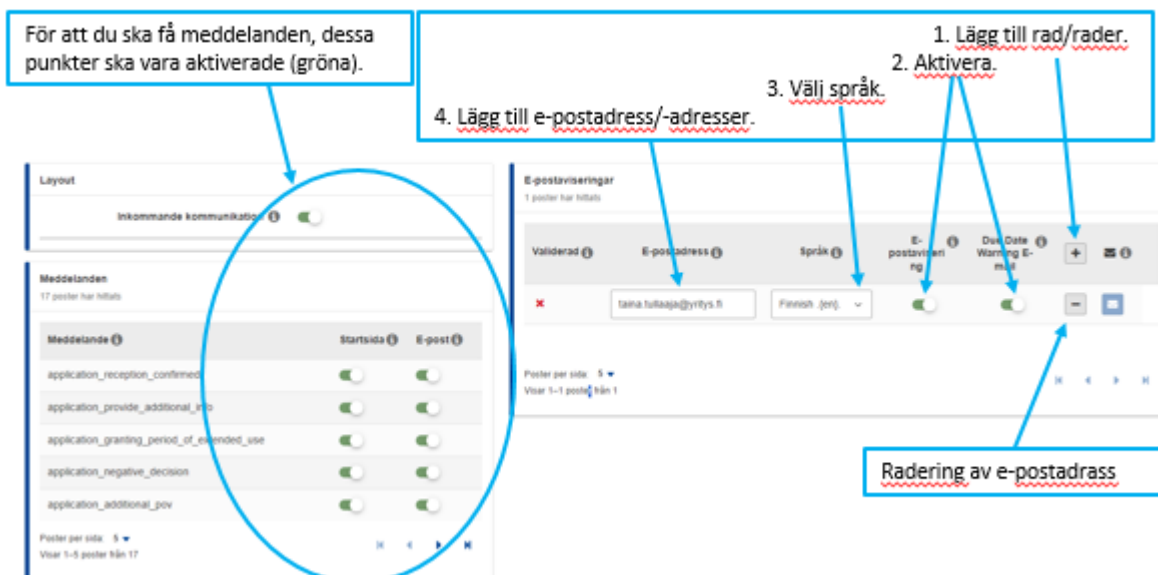 För att du ska få meddelanden, dessa
punkter ska vara aktiverade (gröna).
1. Lägg till rad/rader.
2. Aktivera.
3. Välj språk.
4. Lägg till e-postadress/-adresser.
Layout
Inkommande kommunikation
Meddelanden
17 poster har hittats
Meddelande Startsida E-post
application_reception_confirmed
application_provide_additional_info
application_granting_period_of_extended_use
application_negative_decision
application_additional_pov
Poster per sida: 5
Visar 1–5 poster från 17
E-postaviseringar
1 poster har hittats
Validerad E-postadress Språk E-postaviseri
ng Due Date
Warning E-
mail
taina.tullaaja@yritys.fi Finnish .(en).
Poster per sida: 5
Visar 1–1 poster från 1
Radering av e-postadrass